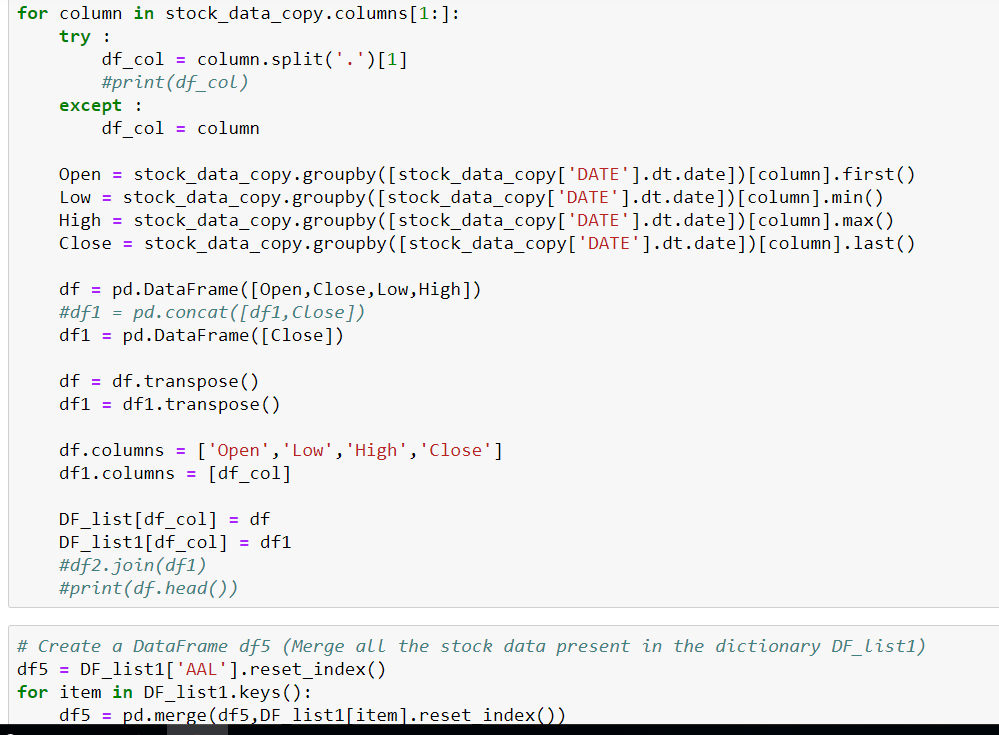 for column in stock_data_copy.columns[1:]:
    try :
        df_col = column.split('.')[1]
        #print(df_col)
    except :
        df_col = column

    Open = stock_data_copy.groupby([stock_data_copy['DATE'].dt.date])[column].first()
    Low = stock_data_copy.groupby([stock_data_copy['DATE'].dt.date])[column].min()
    High = stock_data_copy.groupby([stock_data_copy['DATE'].dt.date])[column].max()
    Close = stock_data_copy.groupby([stock_data_copy['DATE'].dt.date])[column].last()

    df = pd.DataFrame([Open,Close,Low,High])
    #df1 = pd.concat([df1,Close])
    df1 = pd.DataFrame([Close])

    df = df.transpose()
    df1 = df1.transpose()

    df.columns = ['Open','Low','High','Close']
    df1.columns = [df_col]

    DF_list[df_col] = df
    DF_list1[df_col] = df1
    #df2.join(df1)
    #print(df.head())

# Create a DataFrame df5 (Merge all the stock data present in the dictionary DF_list1)
df5 = DF_list1['AAL'].reset_index()
for item in DF_list1.keys():
    df5 = pd.merge(df5,DF_list1[item].reset_index())